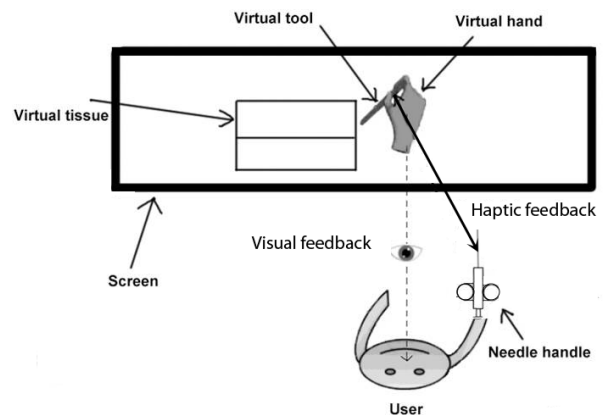 Virtual tool
Virtual hand
Virtual tissue
Haptic feedback
Visual feedback
Screen
Needle handle
User